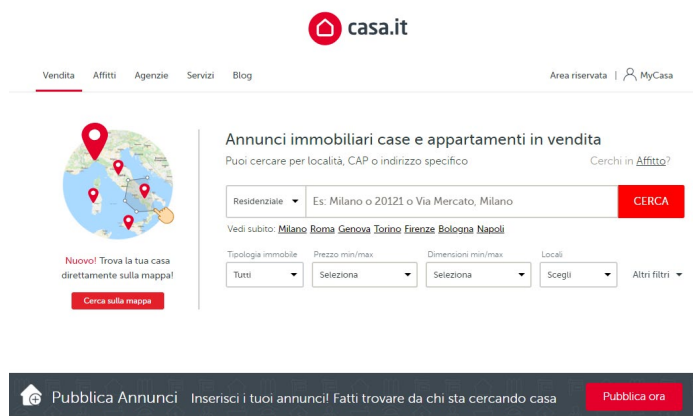 casa.it
Vendita Affitti Agenzie Servizi Blog Area riservata | MyCasa
Annunci immobiliari case e appartamenti in vendita
Puoi cercare per località, CAP o indirizzo specifico Cerchi in Affitto?
Residenziale Es: Milano o 20121 o Via Mercato, Milano CERCA
Vedi subito: Milano Roma Genova Torino Firenze Bologna Napoli
Nuovo! Trova la tua casa
direttamente sulla mappa!
Cerca sulla mappa
Tipologia immobile Prezzo min/max Dimensioni min/max Locali
Tutti Seleziona Seleziona Scegli Altri filtri
Pubblica Annunci Inserisci i tuoi annunci! Fatti trovare da chi sta cercando casa Pubblica ora